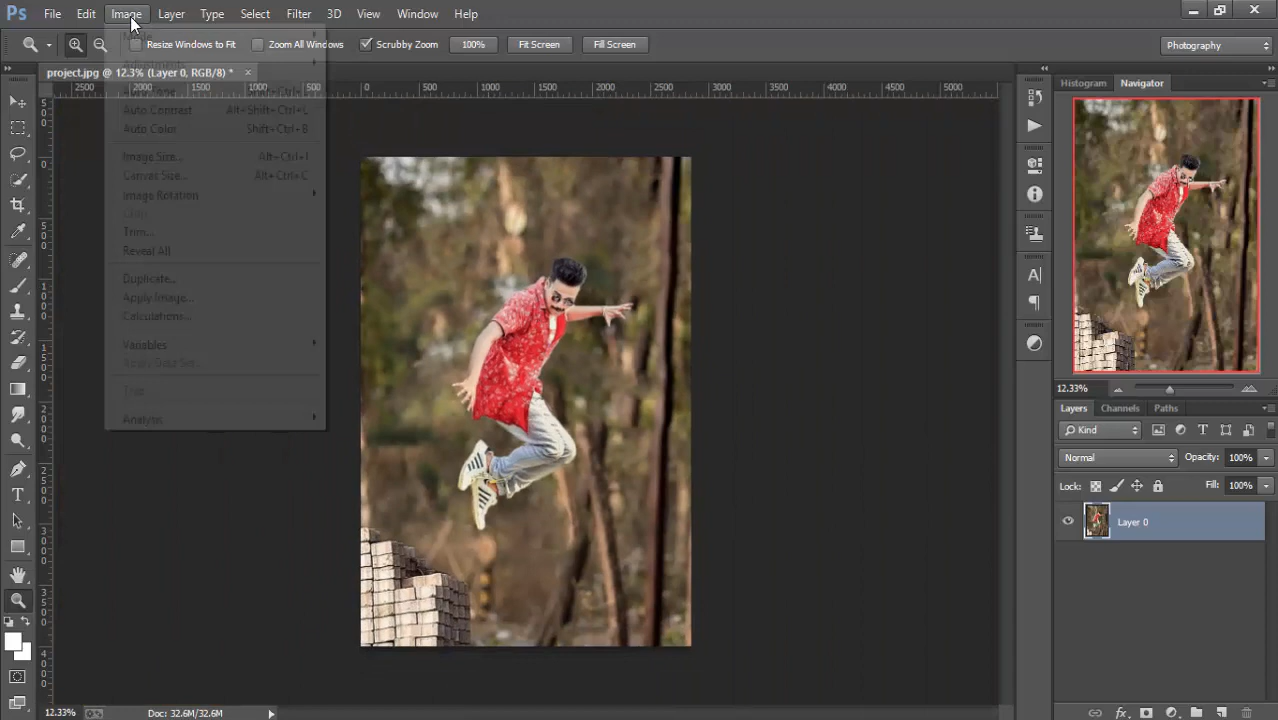 Ps File Edit Image Layer Type Select Filter 3D View Window Help
Resize Windows to Fit Zoom All Windows Scrubby Zoom 100% Fit Screen Fill Screen Photography
project.jpg @ 12.3% (Layer 0, RGB/8) * ×
2500 2000 1500 1000 500 0 500 1000 1500 2000 2500 3000 3500 4000 4500 5000
Auto Contrast Alt+Shift+Ctrl+L
Auto Color Shift+Ctrl+B
Image Size... Alt+Ctrl+I
Canvas Size... Alt+Ctrl+C
Image Rotation
Trim...
Reveal All
Duplicate...
Apply Image...
Calculations...
Variables
Apply Data Set...
Trap...
Analysis
Histogram Navigator
12.33%
Layers Channels Paths
Kind
Normal Opacity: 100%
Lock: Fill: 100%
Layer 0
fx
12.33% Doc: 32.6M/32.6M